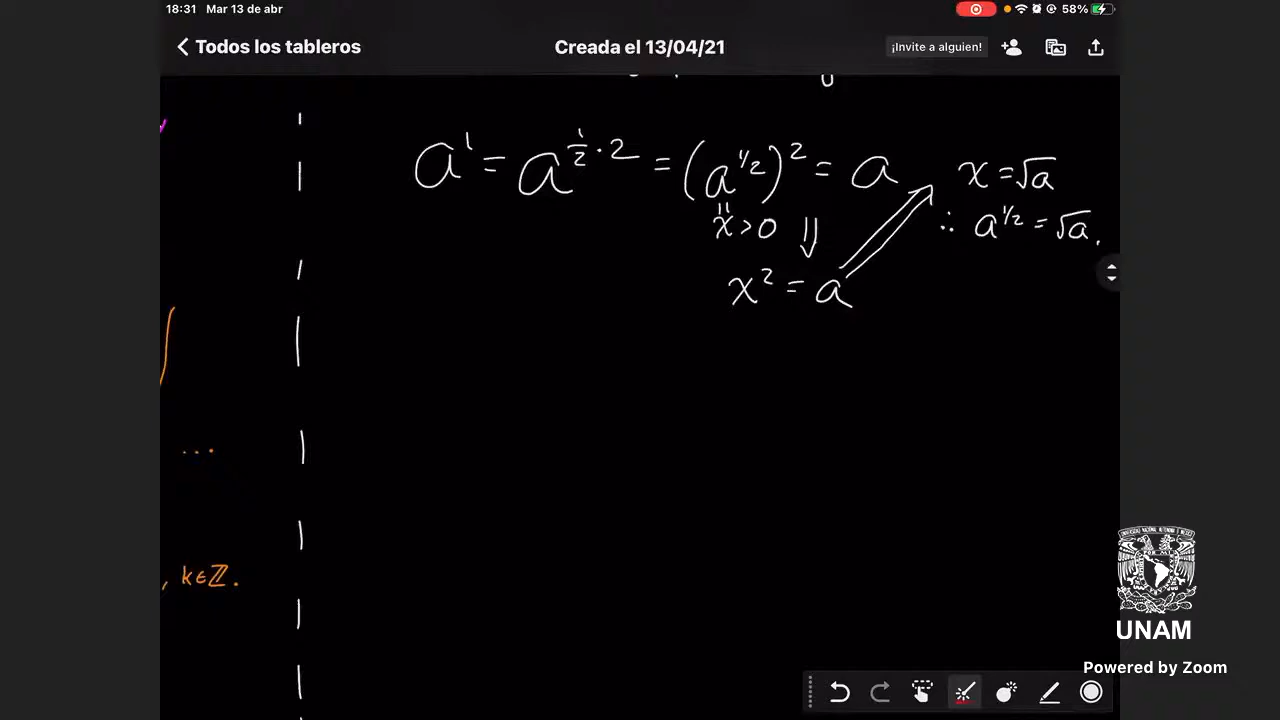 18:31 Mar 13 de abr 58%
Todos los tableros Creada el 13/04/21 ¡Invite a alguien!
a¹ = a^{\frac{1}{2}·2} = (a^{1/2})² = a x = √a
x > 0 ⇓ ∴ a^{1/2} = √a.
x² = a
...
, k∈ℤ.
UNAM
Powered by Zoom